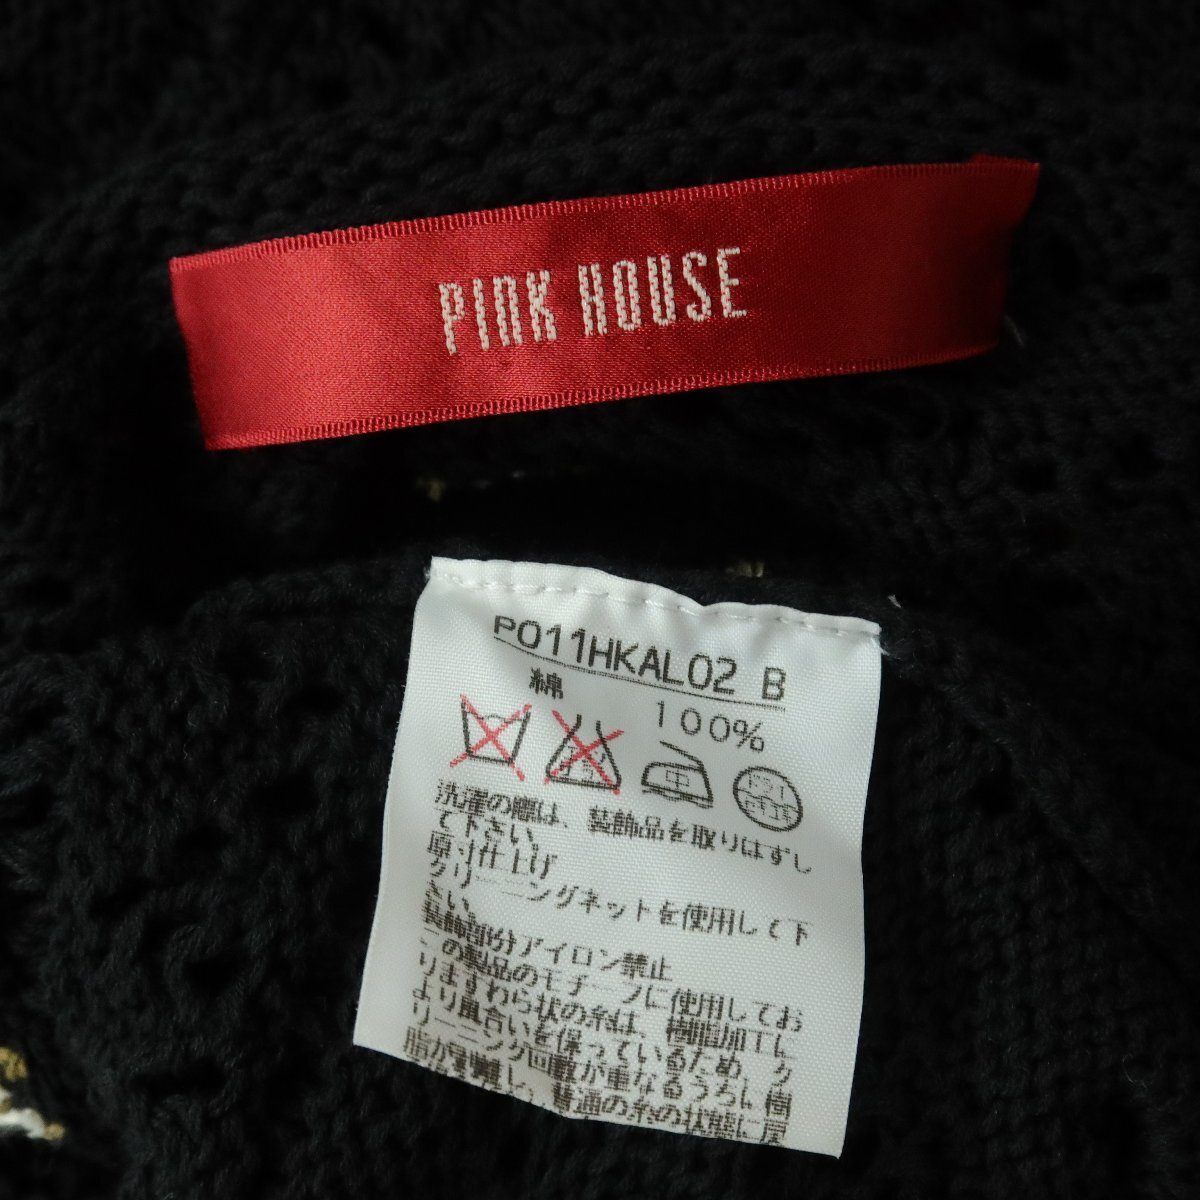 PINK HOUSE
P011HKAL02 B
綿
100%
中
洗濯の際は、装飾品を取りはずし
て下さい。
原寸仕上げ
クリーニングネットを使用して下
さい。
装飾部分アイロン禁止
この製品のモチーフに使用してお
りますわら状の糸は、樹脂加工に
より風合いを保っているため、ク
リーニング回数が重なるうちに樹
脂が剥離し、普通の糸の状態に戻